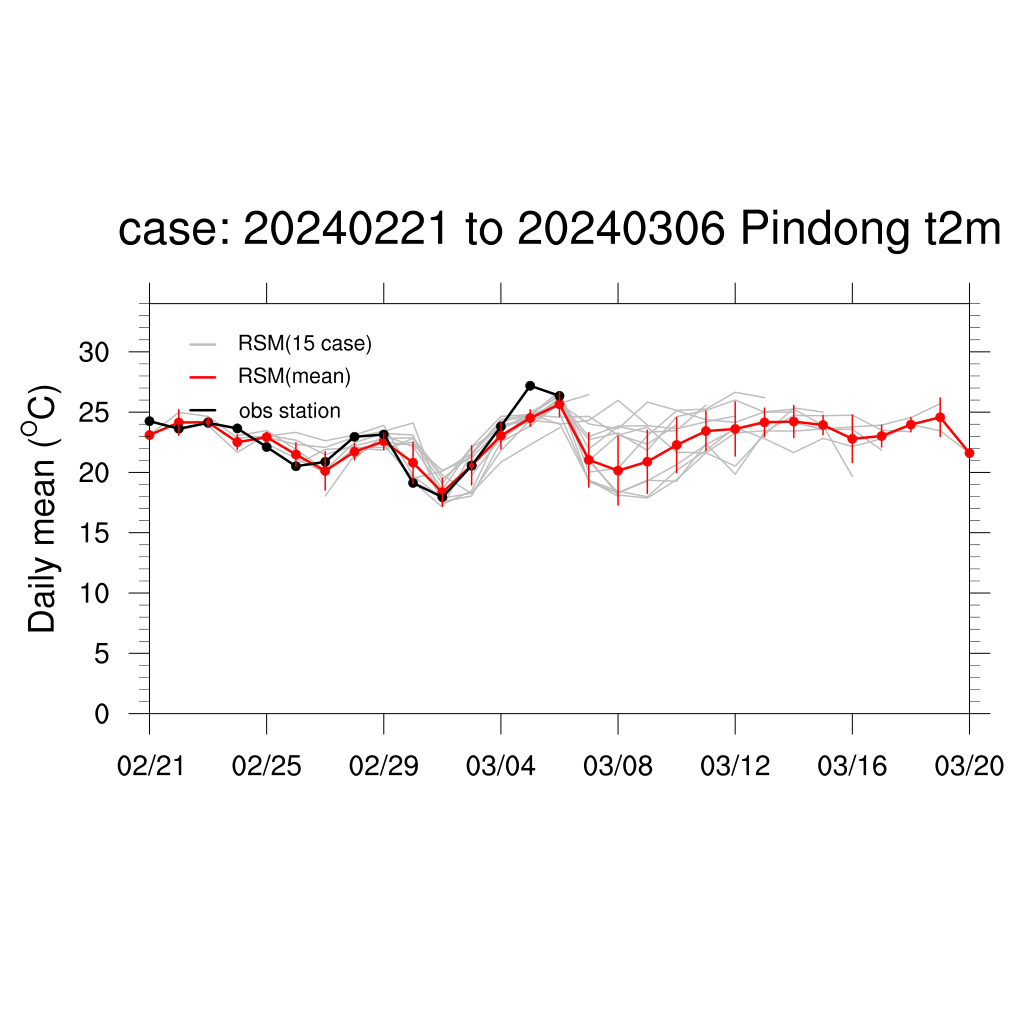 case: 20240221 to 20240306 Pindong t2m
RSM(15 case)
RSM(mean)
obs station
Daily mean (OC)
30
25
20
15
10
5
0
02/21 02/25 02/29 03/04 03/08 03/12 03/16 03/20